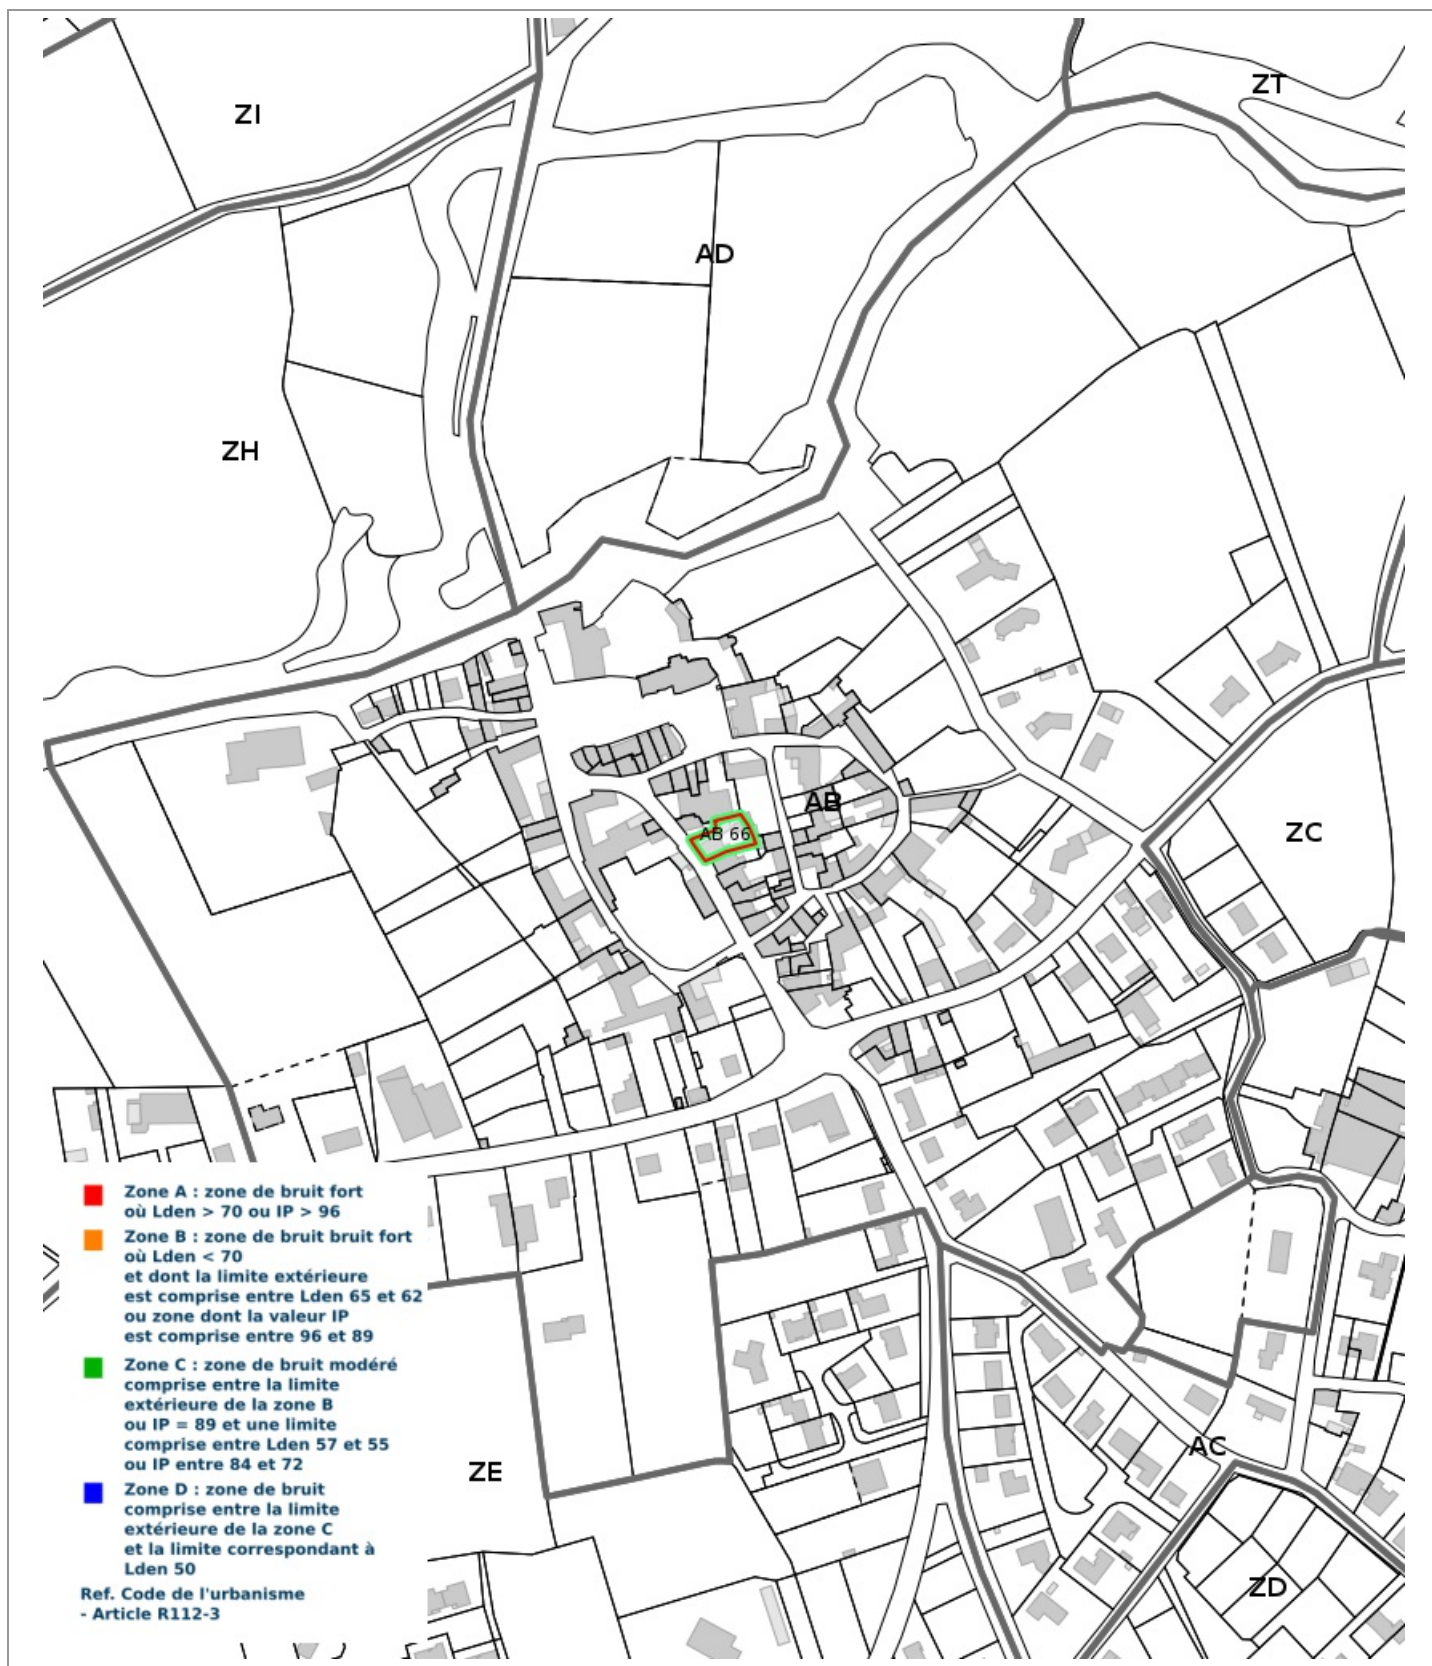 ZT
ZI
AD
ZH
AB
AB 66
ZC
Zone A : zone de bruit fort
où Lden > 70 ou IP > 96
Zone B : zone de bruit bruit fort
où Lden < 70
et dont la limite extérieure
est comprise entre Lden 65 et 62
ou zone dont la valeur IP
est comprise entre 96 et 89
Zone C : zone de bruit modéré
comprise entre la limite
extérieure de la zone B
ou IP = 89 et une limite
comprise entre Lden 57 et 55
ou IP entre 84 et 72
Zone D : zone de bruit
comprise entre la limite
extérieure de la zone C
et la limite correspondant à
Lden 50
Ref. Code de l'urbanisme
- Article R112-3
AC
ZE
ZD